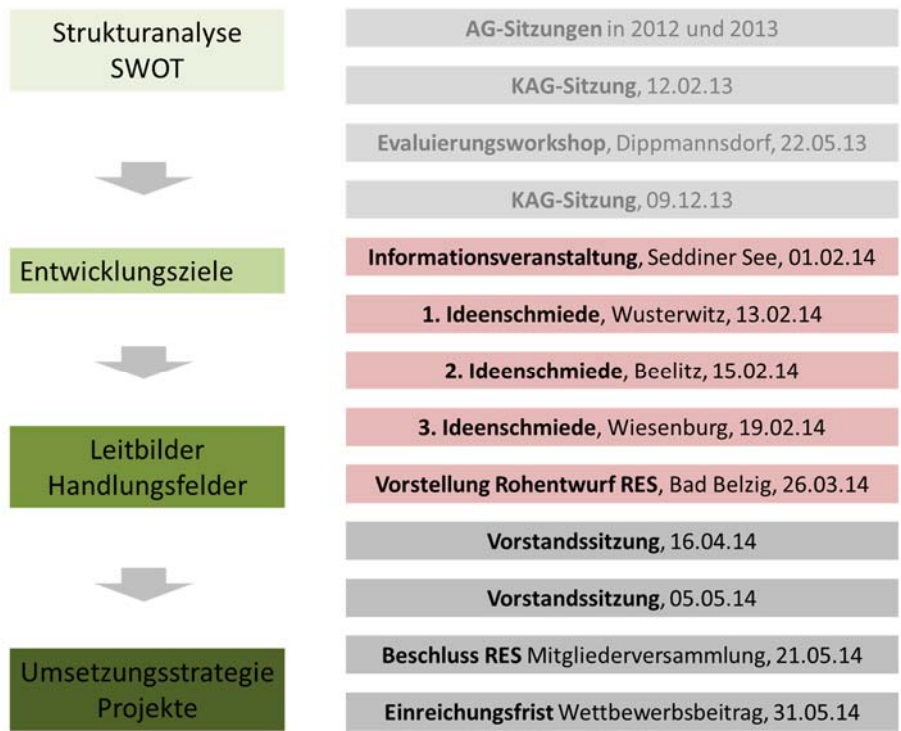 Strukturanalyse
SWOT
Entwicklungsziele
Leitbilder
Handlungsfelder
Umsetzungsstrategie
Projekte
AG-Sitzungen in 2012 und 2013
KAG-Sitzung, 12.02.13
Evaluierungsworkshop, Dippmannsdorf, 22.05.13
KAG-Sitzung, 09.12.13
Informationsveranstaltung, Seddiner See, 01.02.14
1. Ideenschmiede, Wusterwitz, 13.02.14
2. Ideenschmiede, Beelitz, 15.02.14
3. Ideenschmiede, Wiesenburg, 19.02.14
Vorstellung Rohentwurf RES, Bad Belzig, 26.03.14
Vorstandssitzung, 16.04.14
Vorstandssitzung, 05.05.14
Beschluss RES Mitgliederversammlung, 21.05.14
Einreichungsfrist Wettbewerbsbeitrag, 31.05.14